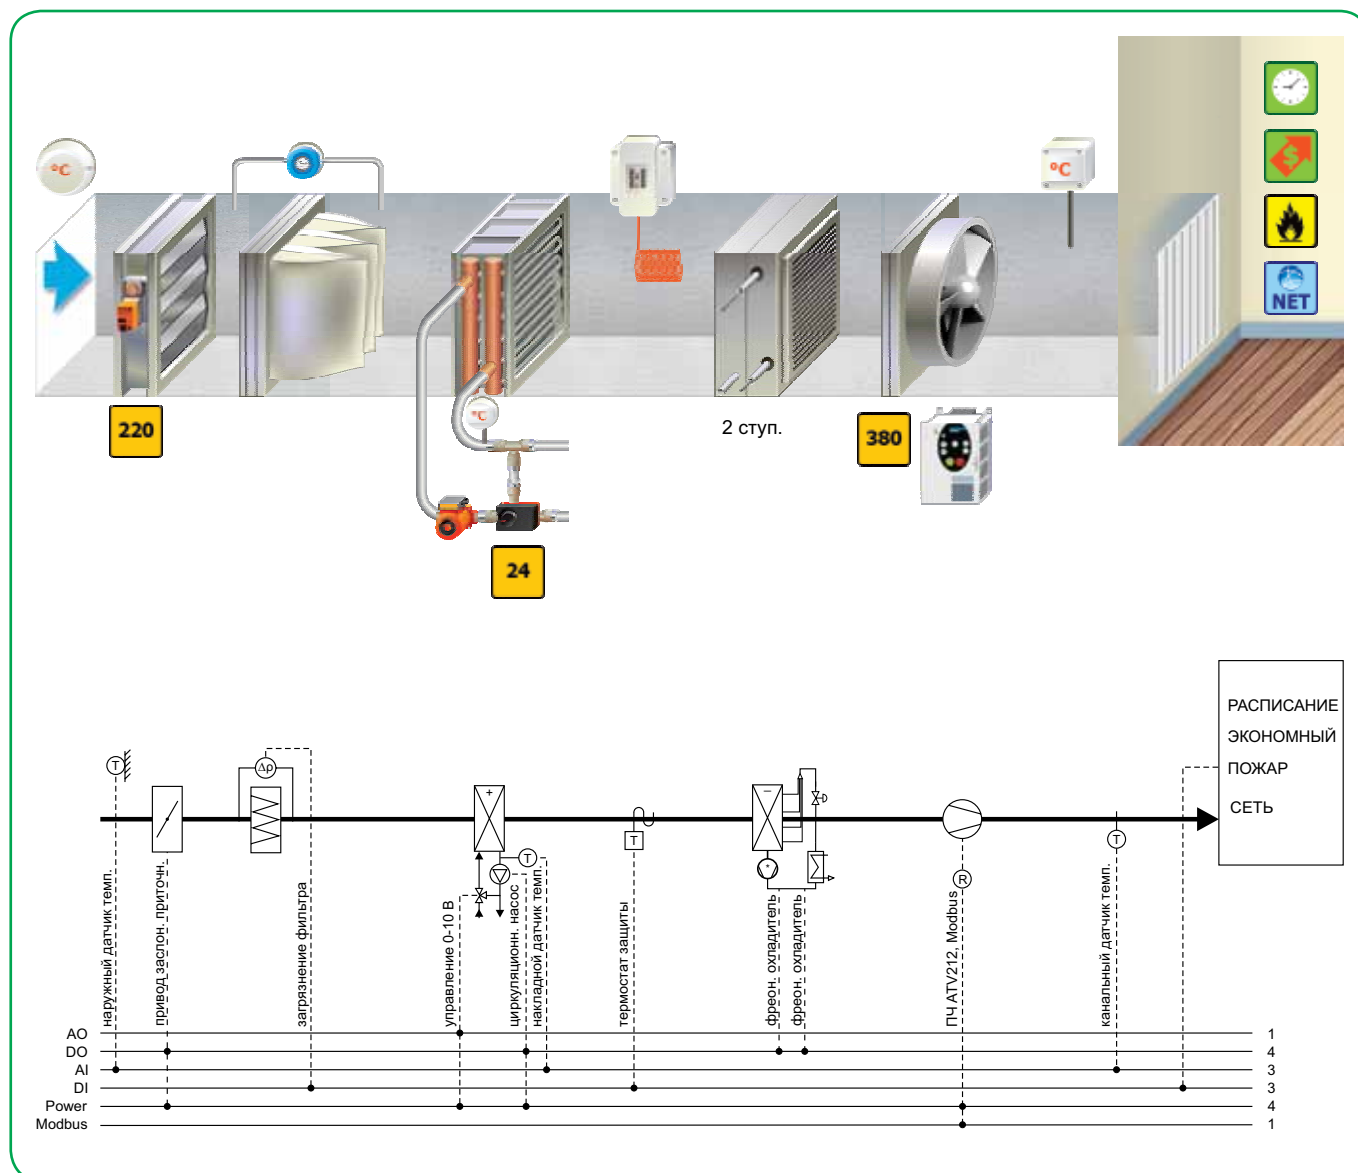 °C
°C
NET
°C
220
2 ступ.
380
24
РАСПИСАНИЕ
ЭКОНОМНЫЙ
ПОЖАР
СЕТЬ
T
Δρ
+
T
T
−
R
T
наружный датчик темп.
привод заслон. приточн.
загрязнение фильтра
управление 0-10 В
циркуляционн. насос
накладной датчик темп.
термостат защиты
фреон. охладитель
фреон. охладитель
ПЧ ATV212, Modbus
канальный датчик темп.
AO 1
DO 4
AI 3
DI 3
Power 4
Modbus 1